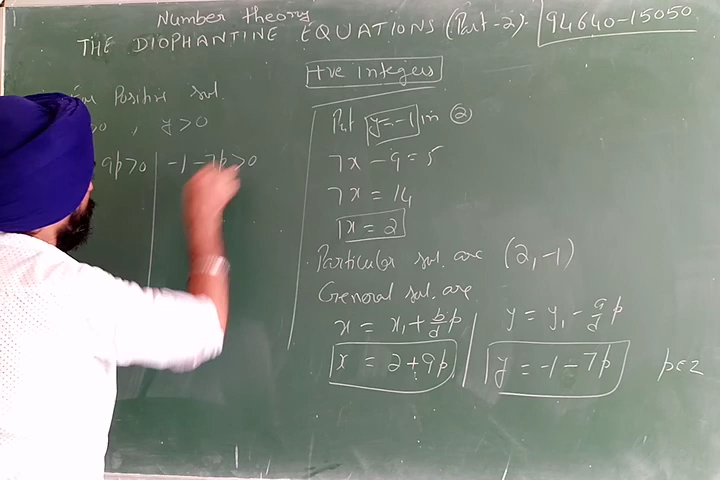 Number theory
THE DIOPHANTINE EQUATIONS (Part-2). 94640-15050
+ve Integers
For Positive sol.
0, y>0
9p>0 | -1-7p>0
Put y=-1 in ②
7x-9=5
7x=14
x=2
Particular sol. are (2,-1)
General sol. are
x = x₁ + b/d p | y = y₁ - a/d p
x = 2+9p | y = -1-7p p∈z